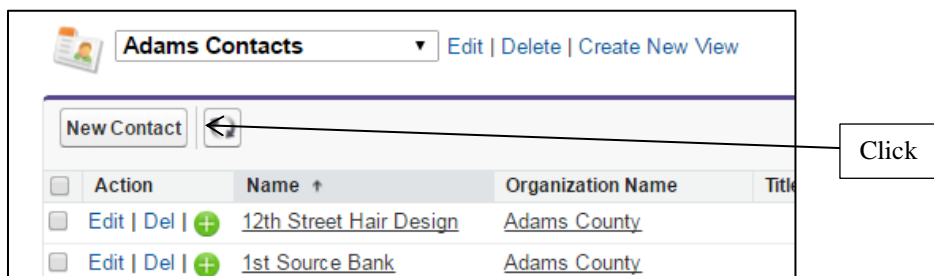 Adams Contacts Edit | Delete | Create New View
New Contact
Click
Action Name ↑ Organization Name Title
Edit | Del | 12th Street Hair Design Adams County
Edit | Del | 1st Source Bank Adams County